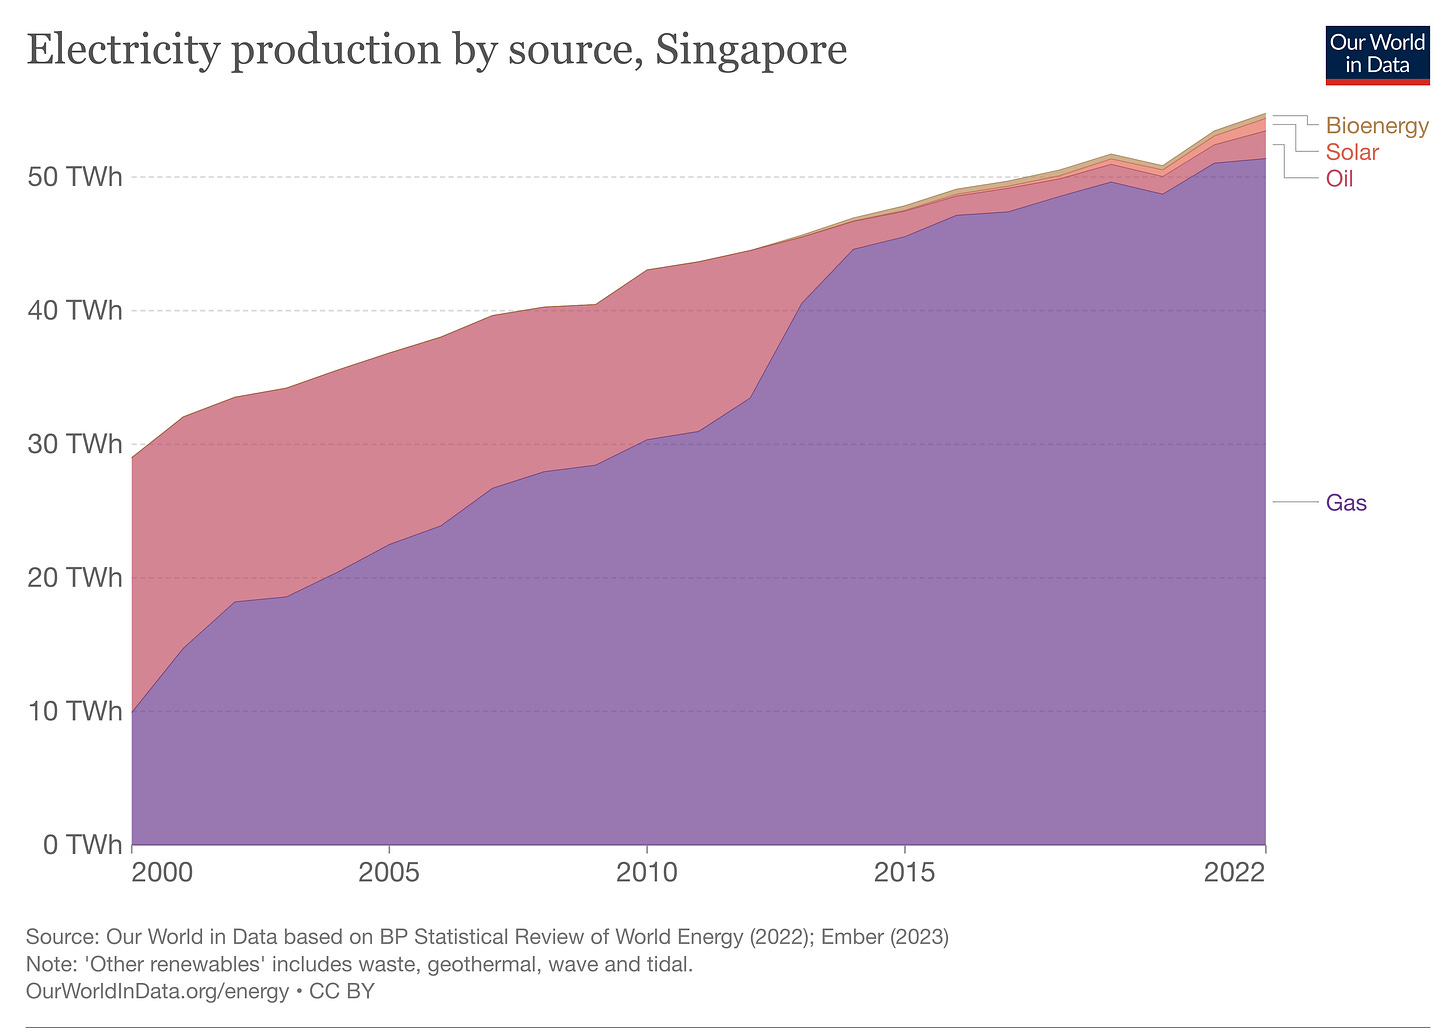 Electricity production by source, Singapore
Our World
in Data
50 TWh
40 TWh
30 TWh
20 TWh
10 TWh
0 TWh
2000
2005
2010
2015
2022
Bioenergy
Solar
Oil
Gas
Source: Our World in Data based on BP Statistical Review of World Energy (2022); Ember (2023)
Note: 'Other renewables' includes waste, geothermal, wave and tidal.
OurWorldInData.org/energy • CC BY